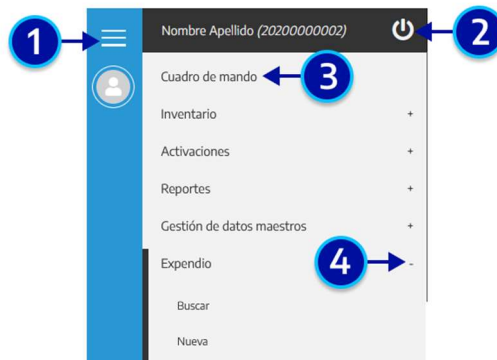 1
Nombre Apellido (20200000002)
2
Cuadro de mando
3
Inventario +
Activaciones +
Reportes +
Gestión de datos maestros +
Expendio
4
-
Buscar
Nueva